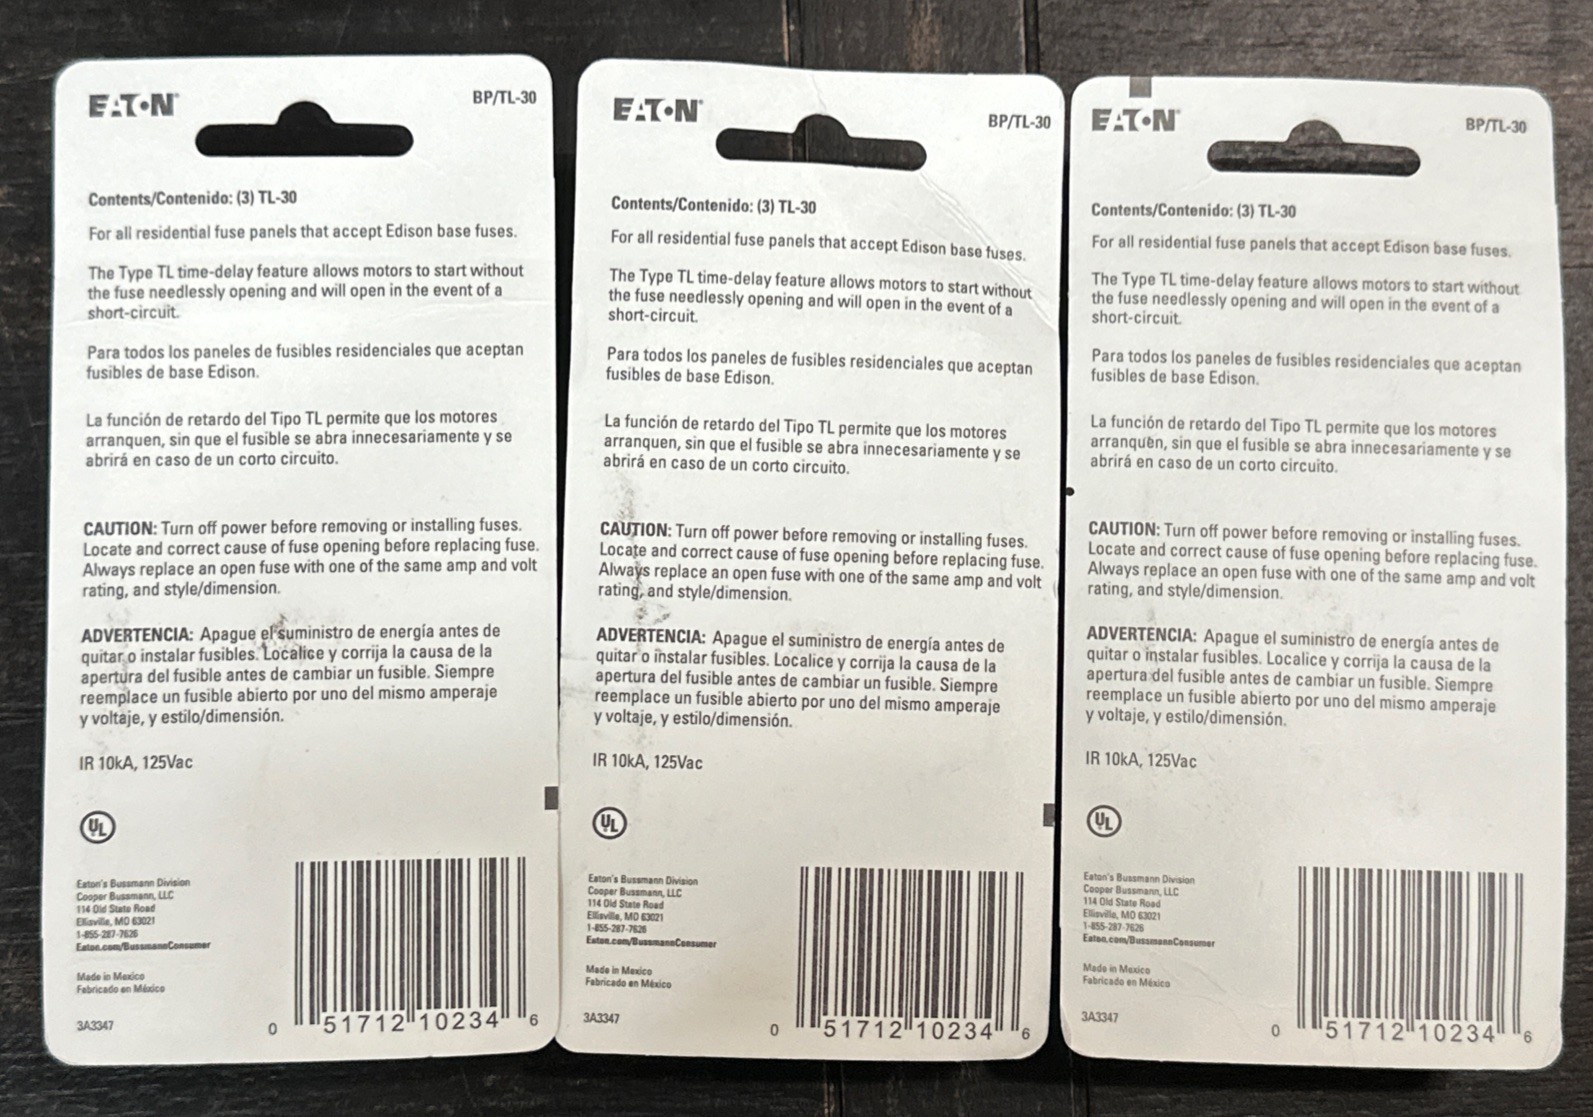 EATON
BP/TL-30
Contents/Contenido: (3) TL-30
For all residential fuse panels that accept Edison base fuses.
The Type TL time-delay feature allows motors to start without
the fuse needlessly opening and will open in the event of a
short-circuit.
Para todos los paneles de fusibles residenciales que aceptan
fusibles de base Edison.
La función de retardo del Tipo TL permite que los motores
arranquen, sin que el fusible se abra innecesariamente y se
abrirá en caso de un corto circuito.
CAUTION: Turn off power before removing or installing fuses.
Locate and correct cause of fuse opening before replacing fuse.
Always replace an open fuse with one of the same amp and volt
rating, and style/dimension.
ADVERTENCIA: Apague el suministro de energía antes de
quitar o instalar fusibles. Localice y corrija la causa de la
apertura del fusible antes de cambiar un fusible. Siempre
reemplace un fusible abierto por uno del mismo amperaje
y voltaje, y estilo/dimensión.
IR 10kA, 125Vac
UL
Eaton's Bussmann Division
Cooper Bussmann, LLC
114 Old State Road
Ellisville, MO 63021
1-855-287-7626
Eaton.com/BussmannConsumer
Made in Mexico
Fabricado en México
3A3347
0 51712 10234 6
EATON
BP/TL-30
Contents/Contenido: (3) TL-30
For all residential fuse panels that accept Edison base fuses.
The Type TL time-delay feature allows motors to start without
the fuse needlessly opening and will open in the event of a
short-circuit.
Para todos los paneles de fusibles residenciales que aceptan
fusibles de base Edison.
La función de retardo del Tipo TL permite que los motores
arranquen, sin que el fusible se abra innecesariamente y se
abrirá en caso de un corto circuito.
CAUTION: Turn off power before removing or installing fuses.
Locate and correct cause of fuse opening before replacing fuse.
Always replace an open fuse with one of the same amp and volt
rating, and style/dimension.
ADVERTENCIA: Apague el suministro de energía antes de
quitar o instalar fusibles. Localice y corrija la causa de la
apertura del fusible antes de cambiar un fusible. Siempre
reemplace un fusible abierto por uno del mismo amperaje
y voltaje, y estilo/dimensión.
IR 10kA, 125Vac
UL
Eaton's Bussmann Division
Cooper Bussmann, LLC
114 Old State Road
Ellisville, MO 63021
1-855-287-7626
Eaton.com/BussmannConsumer
Made in Mexico
Fabricado en México
3A3347
0 51712 10234 6
EATON
BP/TL-30
Contents/Contenido: (3) TL-30
For all residential fuse panels that accept Edison base fuses.
The Type TL time-delay feature allows motors to start without
the fuse needlessly opening and will open in the event of a
short-circuit.
Para todos los paneles de fusibles residenciales que aceptan
fusibles de base Edison.
La función de retardo del Tipo TL permite que los motores
arranquen, sin que el fusible se abra innecesariamente y se
abrirá en caso de un corto circuito.
CAUTION: Turn off power before removing or installing fuses.
Locate and correct cause of fuse opening before replacing fuse.
Always replace an open fuse with one of the same amp and volt
rating, and style/dimension.
ADVERTENCIA: Apague el suministro de energía antes de
quitar o instalar fusibles. Localice y corrija la causa de la
apertura del fusible antes de cambiar un fusible. Siempre
reemplace un fusible abierto por uno del mismo amperaje
y voltaje, y estilo/dimensión.
IR 10kA, 125Vac
UL
Eaton's Bussmann Division
Cooper Bussmann, LLC
114 Old State Road
Ellisville, MO 63021
1-855-287-7626
Eaton.com/BussmannConsumer
Made in Mexico
Fabricado en México
3A3347
0 51712 10234 6